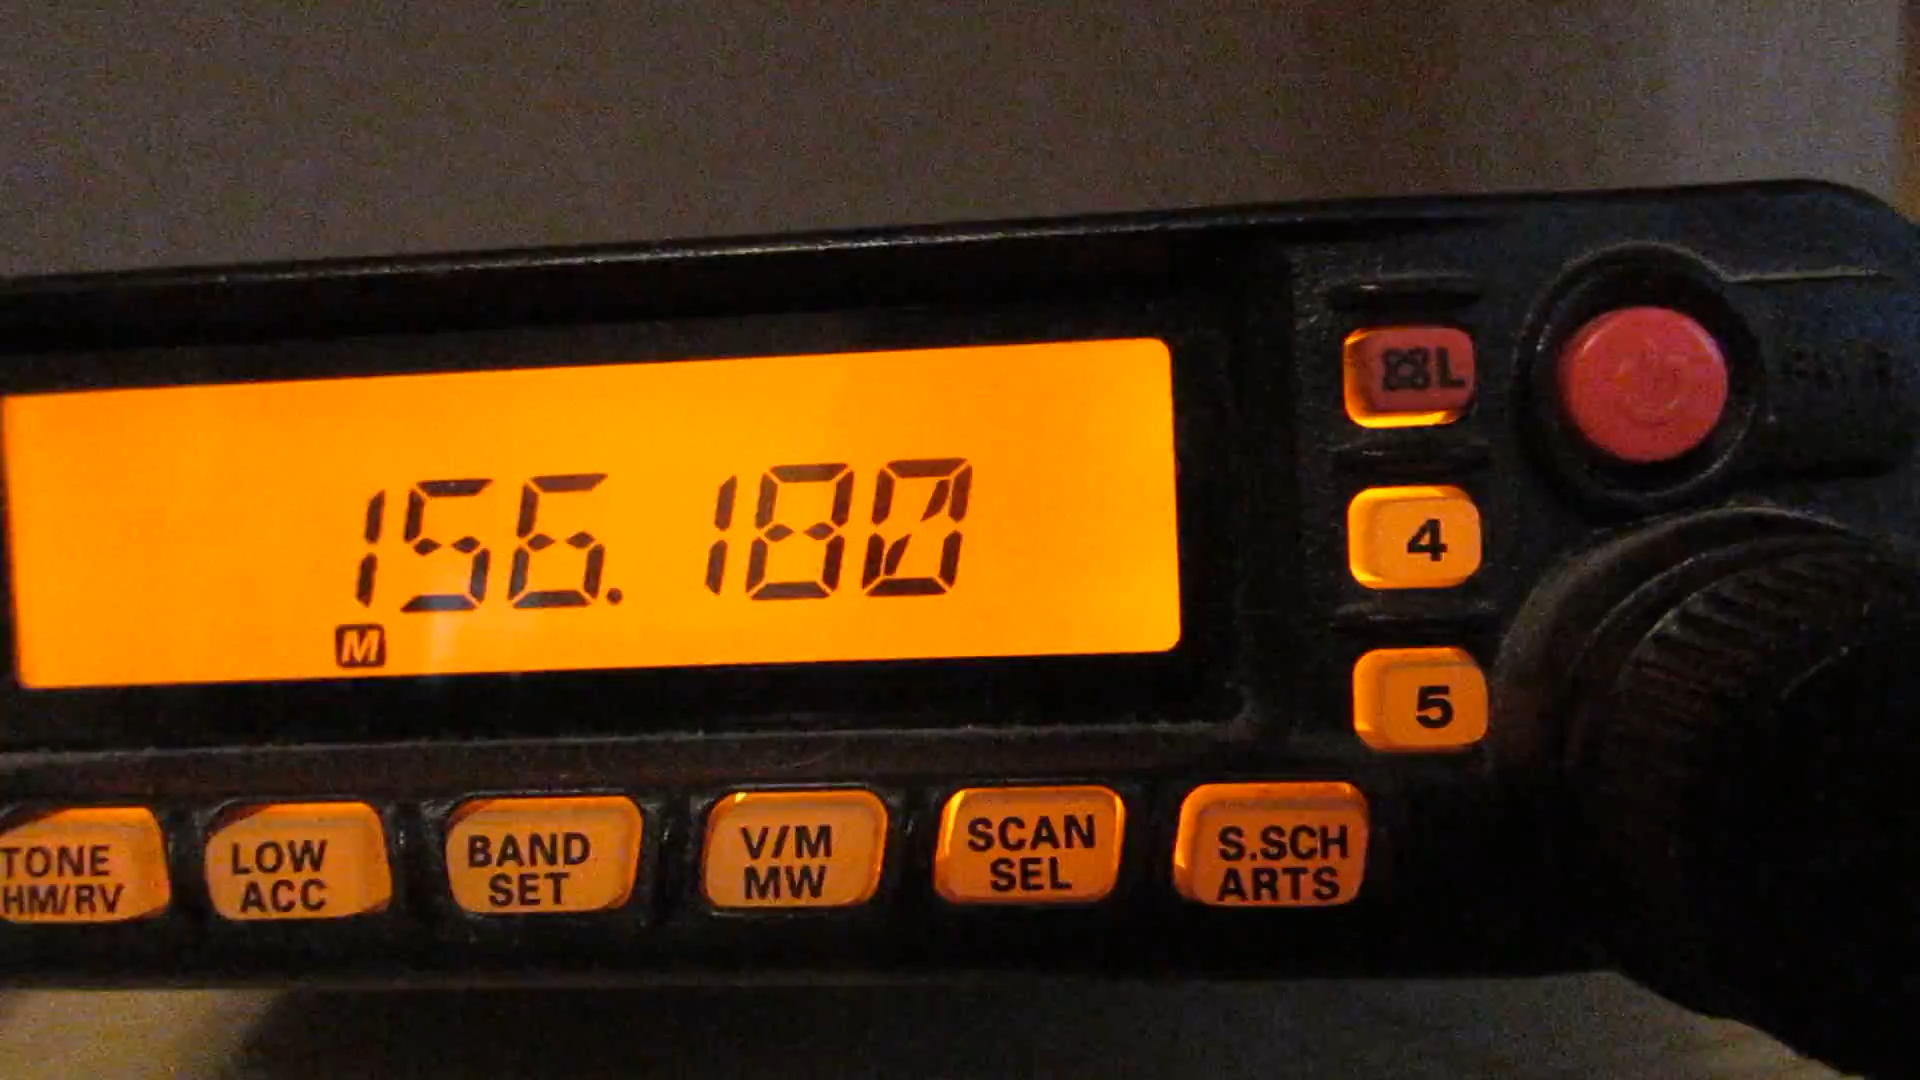 156.180
M
L
4
5
TONE
HM/RV
LOW
ACC
BAND
SET
V/M
MW
SCAN
SEL
S.SCH
ARTS